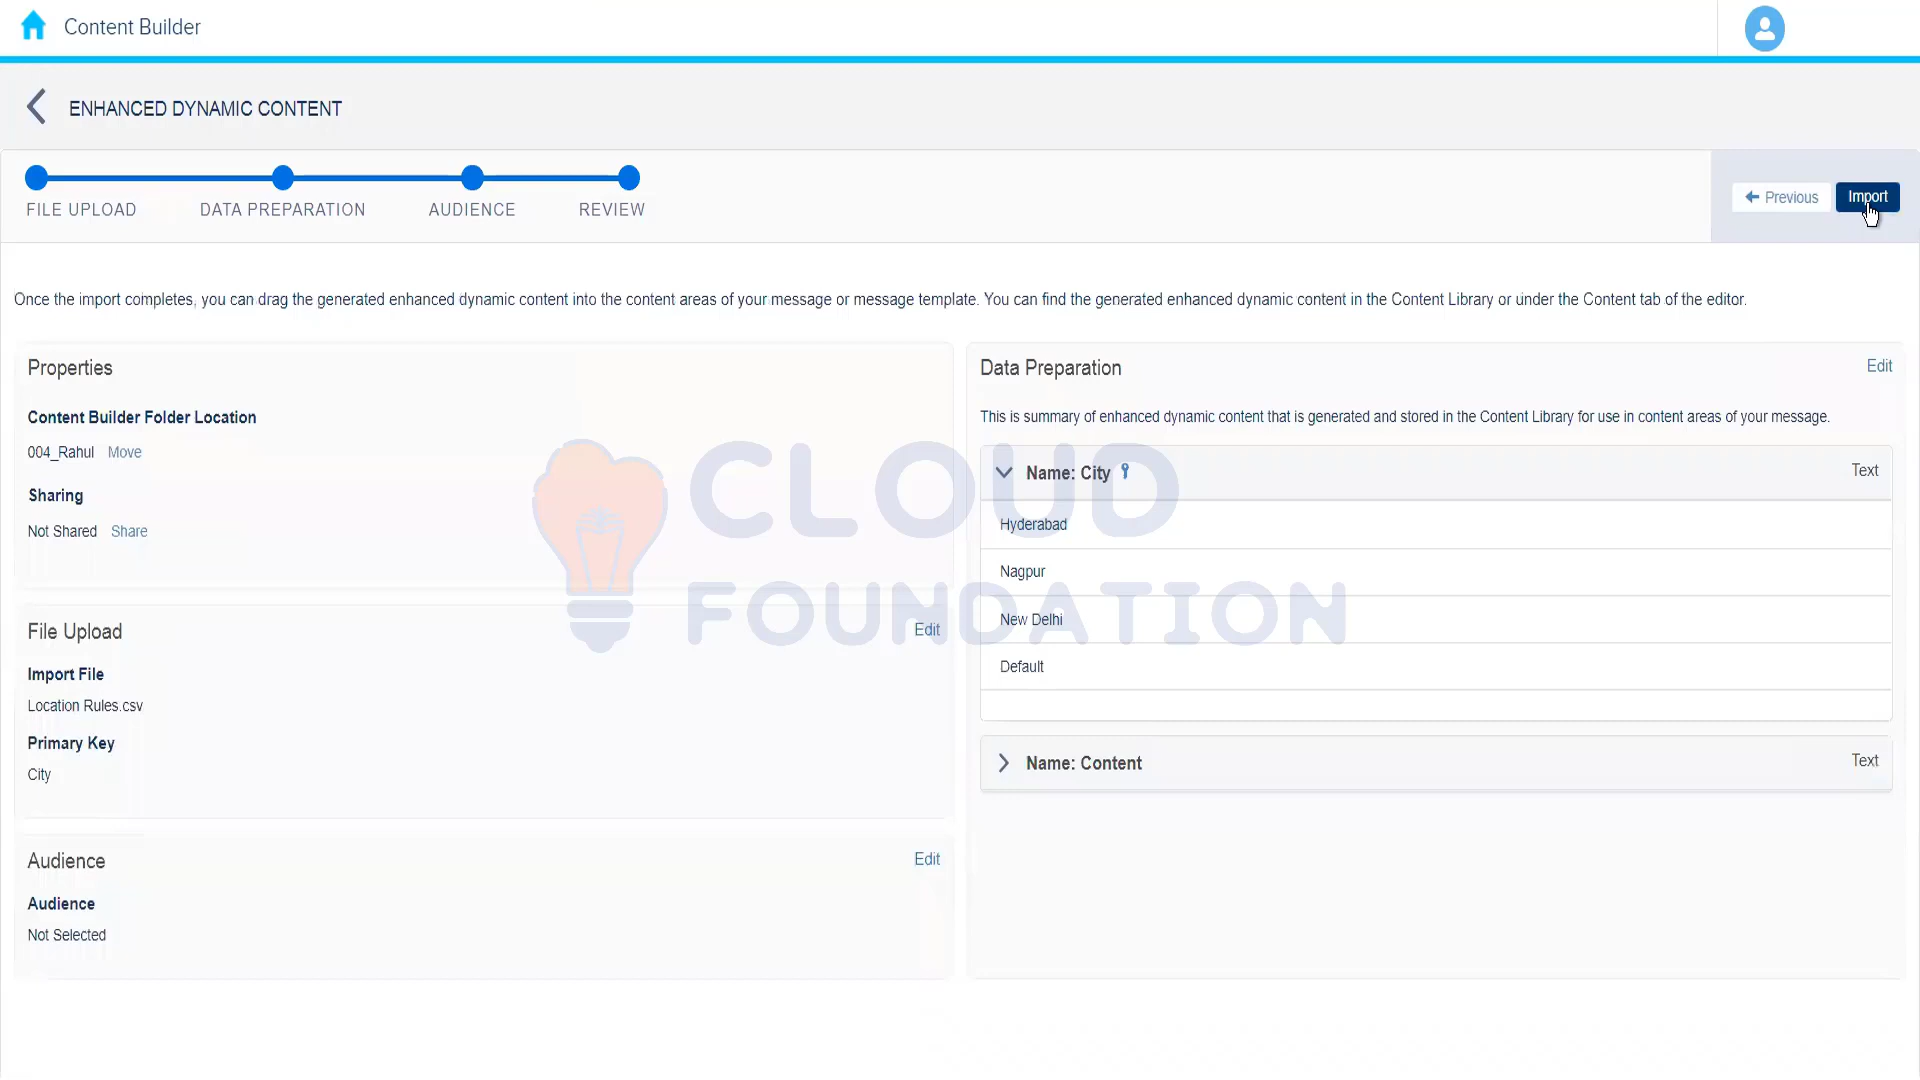 Content Builder
ENHANCED DYNAMIC CONTENT
FILE UPLOAD
DATA PREPARATION
AUDIENCE
REVIEW
Previous
Import
Once the import completes, you can drag the generated enhanced dynamic content into the content areas of your message or message template. You can find the generated enhanced dynamic content in the Content Library or under the Content tab of the editor.
Properties
Content Builder Folder Location
004_Rahul Move
Sharing
Not Shared Share
File Upload Edit
Import File
Location Rules.csv
Primary Key
City
Audience Edit
Audience
Not Selected
Data Preparation Edit
This is summary of enhanced dynamic content that is generated and stored in the Content Library for use in content areas of your message.
Name: City Text
Hyderabad
Nagpur
New Delhi
Default
Name: Content Text
CLOUD
FOUNDATION